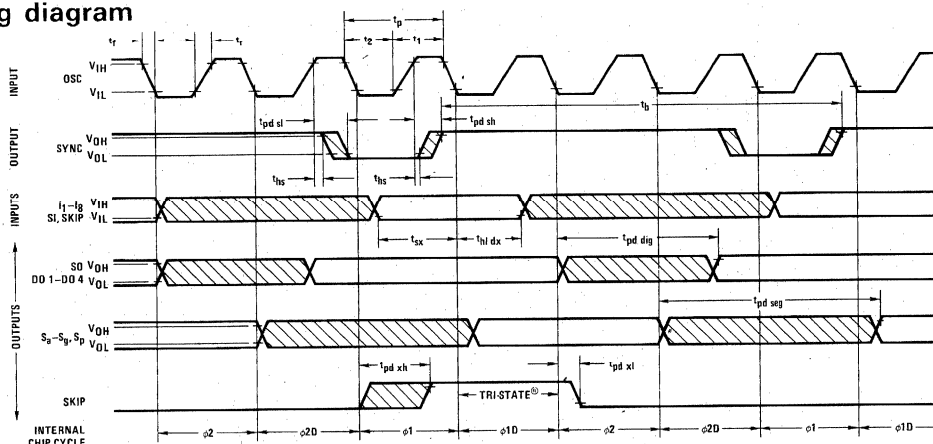 g diagram
tp
tf
tr
t2
t1
INPUT
OSC
VIH
VIL
tb
tpd sl
tpd sh
OUTPUT
SYNC
VOH
VOL
ths
ths
INPUTS
I1–I8
SI, SKIP
VIH
VIL
tsx
thl dx
tpd dig
OUTPUTS
SO
DO 1–DO 4
VOH
VOL
tpd seg
Sa–Sg, Sp
VOH
VOL
tpd xh
tpd xl
SKIP
TRI-STATE®
INTERNAL
CHIP CYCLE
ϕ2
ϕ2D
ϕ1
ϕ1D
ϕ2
ϕ2D
ϕ1
ϕ1D